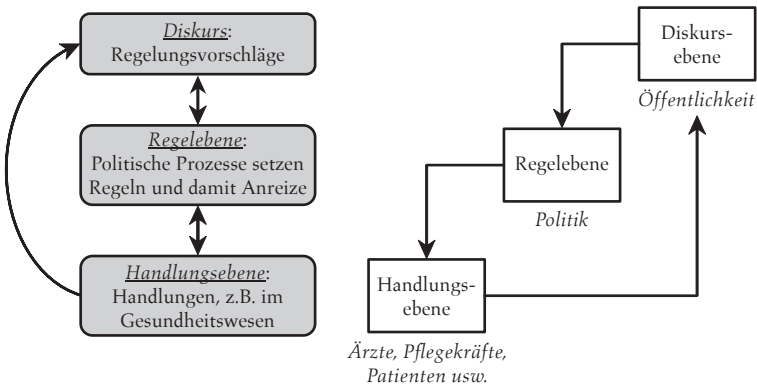 Diskurs:
Regelungsvorschläge
Regelebene:
Politische Prozesse setzen
Regeln und damit Anreize
Handlungsebene:
Handlungen, z.B. im
Gesundheitswesen
Diskurs-
ebene
Öffentlichkeit
Regelebene
Politik
Handlungs-
ebene
Ärzte, Pflegekräfte,
Patienten usw.